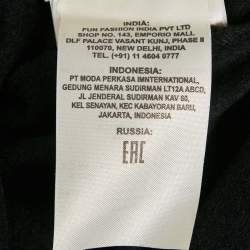 INDIA:
FUN FASHION INDIA PVT LTD
SHOP NO. 143, EMPORIO MALL
DLF PALACE VASANT KUNJ, PHASE II
110070, NEW DELHI, INDIA
TEL. (+91) 11 4604 0777
INDONESIA:
PT MODA PERKASA IMNTERNATIONAL,
GEDUNG MENARA SUDIRMAN LT12A ABCD,
JL JENDERAL SUDIRMAN KAV 60,
KEL SENAYAN, KEC KABAYORAN BARU,
JAKARTA, INDONESIA
RUSSIA:
EAC